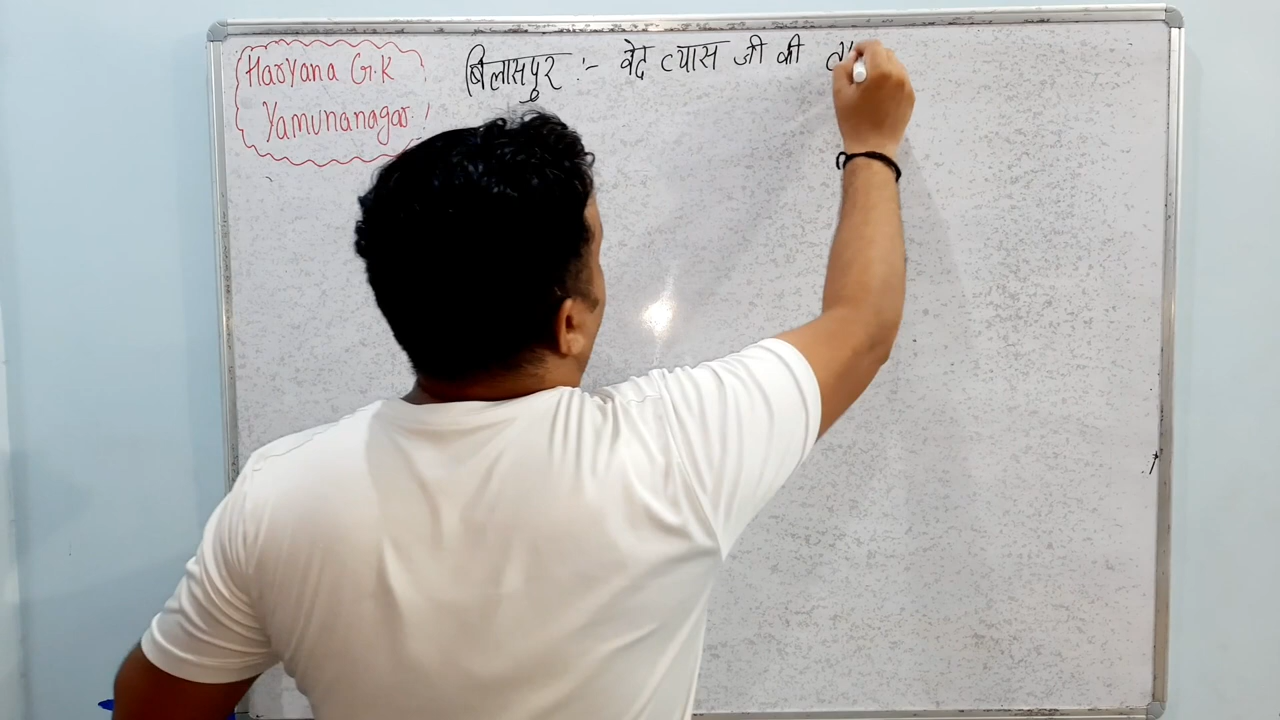 Haryana G.K
Yamunanagar
बिलासपुर :- वेद व्यास जी की